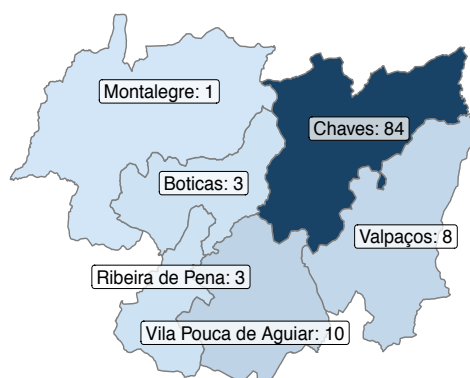 Montalegre: 1
Chaves: 84
Boticas: 3
Valpaços: 8
Ribeira de Pena: 3
Vila Pouca de Aguiar: 10